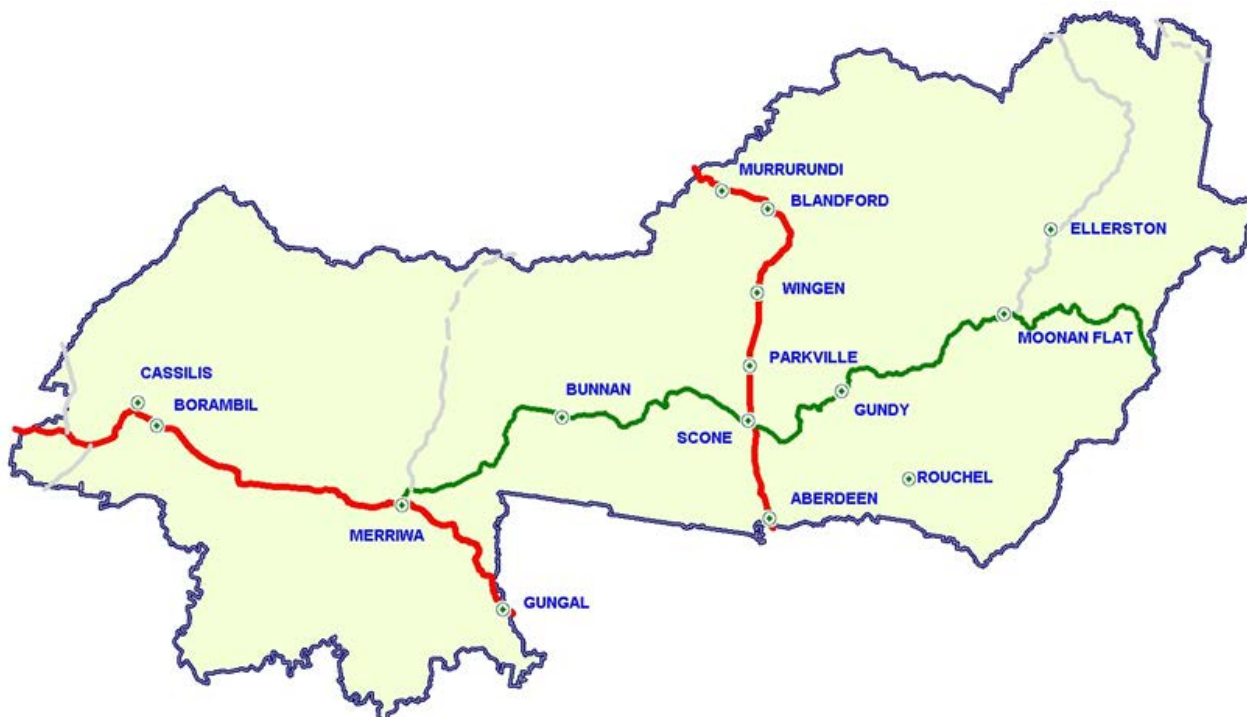 MURRURUNDI
BLANDFORD
ELLERSTON
WINGEN
MOONAN FLAT
PARKVILLE
CASSILIS
BUNNAN
GUNDY
BORAMBIL
SCONE
ROUCHEL
ABERDEEN
MERRIWA
GUNGAL